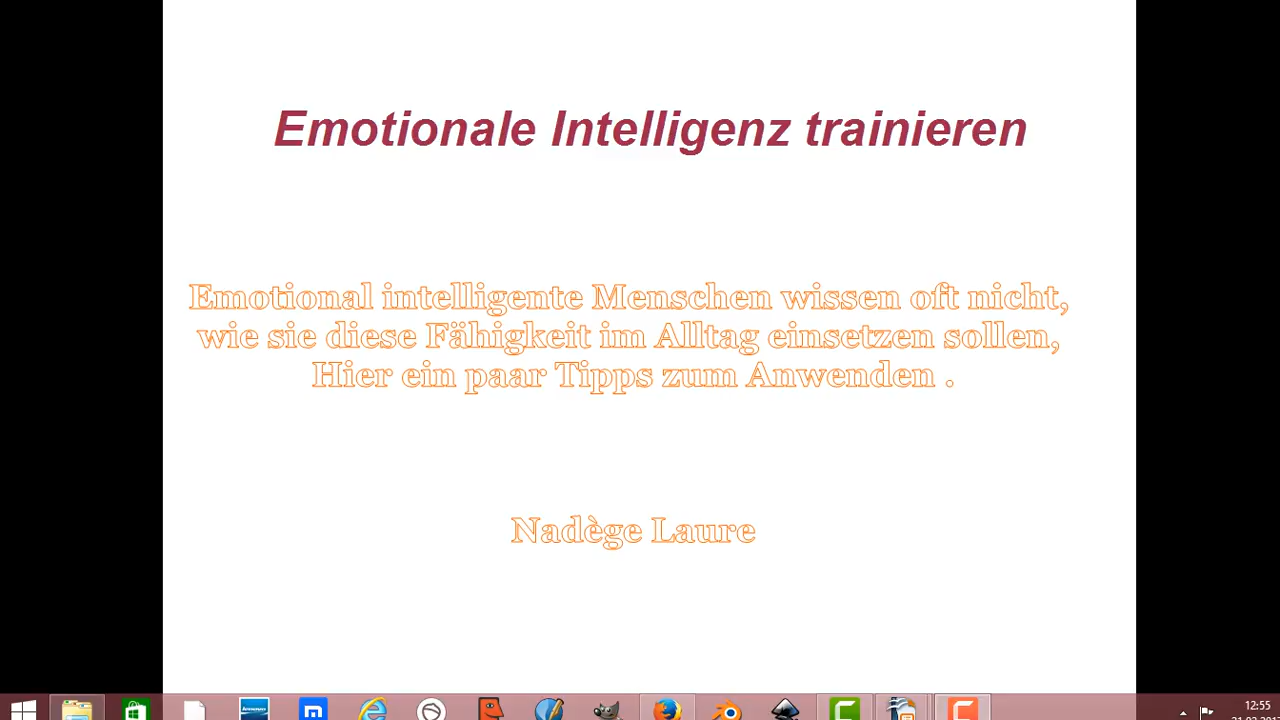 Emotionale Intelligenz trainieren
Emotional intelligente Menschen wissen oft nicht,
wie sie diese Fähigkeit im Alltag einsetzen sollen,
Hier ein paar Tipps zum Anwenden .
Nadège Laure
12:55